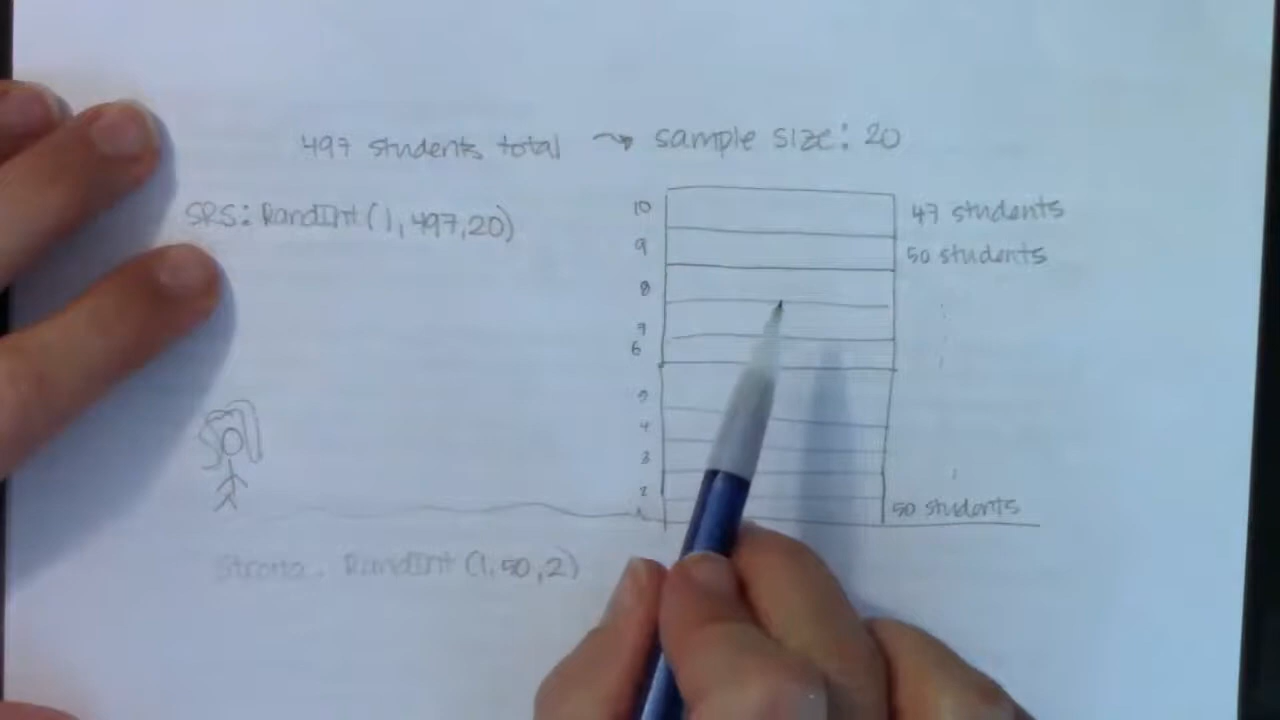 497 students total ~> sample size: 20
SRS: RandInt(1,497,20)
10
47 students
9
50 students
8
7
6
5
4
3
2
1
50 students
Strata: RandInt(1,50,2)